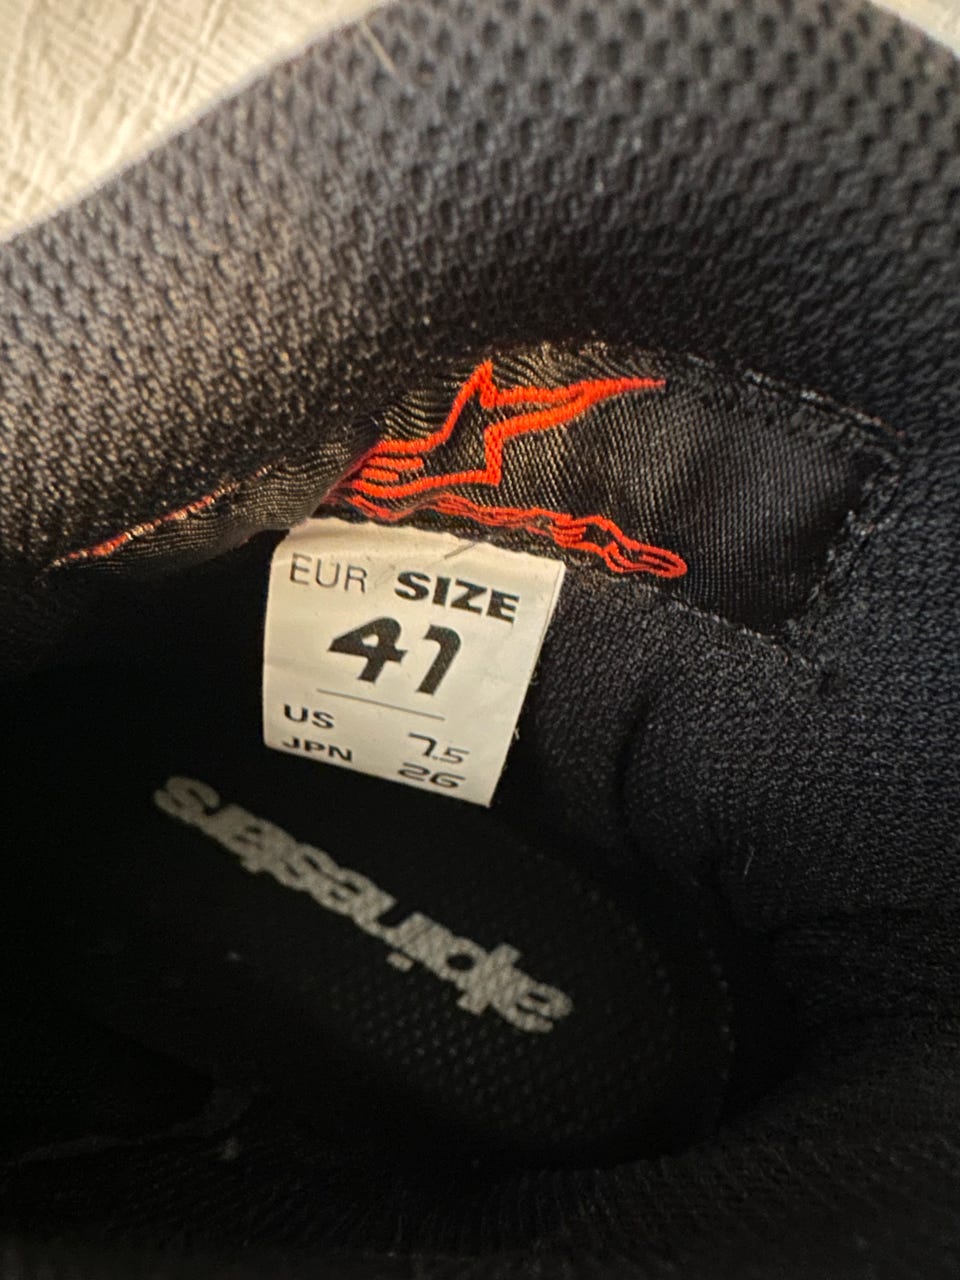 EUR SIZE
41
US 7.5
JPN 26
alpinestars